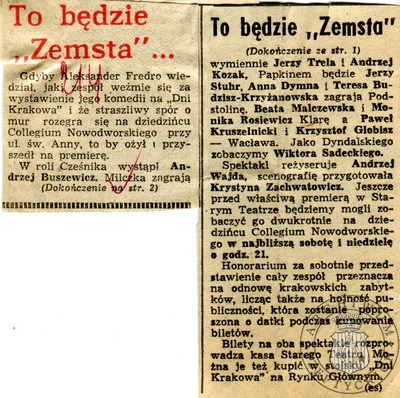 To będzie
„Zemsta”...
Gdyby Aleksander Fredro wie-
dział, jaki zespół weźmie się za
wystawienie jego komedii na „Dni
Krakowa” i że straszliwy spór o
mur rozegra się na dziedzińcu
Collegium Nowodworskiego przy
ul. św. Anny, to by ożył i przy-
szedł na premierę.
W roli Cześnika wystąpi An-
drzej Buszewicz, Milczka zagrają
(Dokończenie na str. 2)
To będzie „Zemsta”
(Dokończenie ze str. 1)
wymiennie Jerzy Trela i Andrzej
Kozak, Papkinem będzie Jerzy
Stuhr, Anna Dymna i Teresa Bu-
dzisz-Krzyżanowska zagrają Pod-
stolinę, Beata Malczewska i Mo-
nika Rosiewicz Klarę a Paweł
Kruszelnicki i Krzysztof Globisz
— Wacława. Jako Dyndalskiego
zobaczymy Wiktora Sadeckiego.
Spektakl reżyseruje Andrzej
Wajda, scenografię przygotowała
Krystyna Zachwatowicz. Jeszcze
przed właściwą premierą w Sta-
rym Teatrze będziemy mogli zo-
baczyć go dwukrotnie na dzie-
dzińcu Collegium Nowodworskie-
go w najbliższą sobotę i niedzielę
o godz. 21.
Honorarium za sobotnie przed-
stawienie cały zespół przeznacza
na odnowę krakowskich zabyt-
ków, licząc także na hojność pu-
bliczności, która zostanie popro-
szona o datki podczas kupowania
biletów.
Bilety na oba spektakle rozpro-
wadza kasa Starego Teatru. Mo-
żna je też kupić w stoisku „Dni
Krakowa” na Rynku Głównym.
(es)